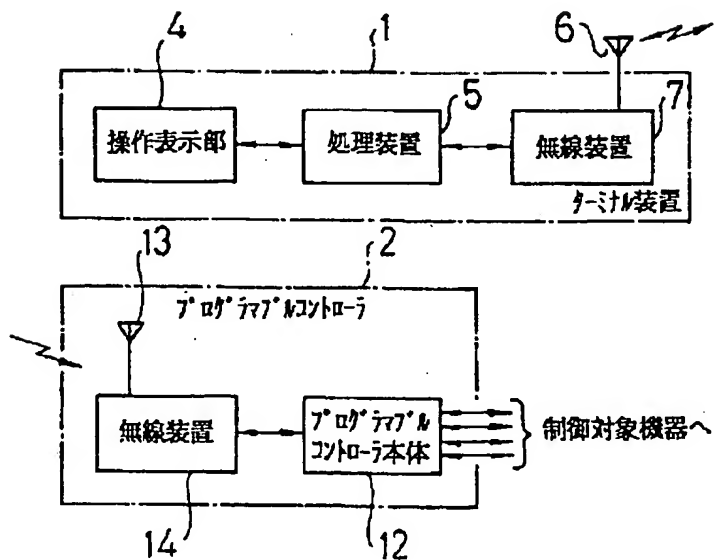 4
1
6
5
7
操作表示部
処理装置
無線装置
ターミナル装置
13
2
プログラマブルコントローラ
無線装置
プログラマブル
コントローラ本体
制御対象機器へ
14
12